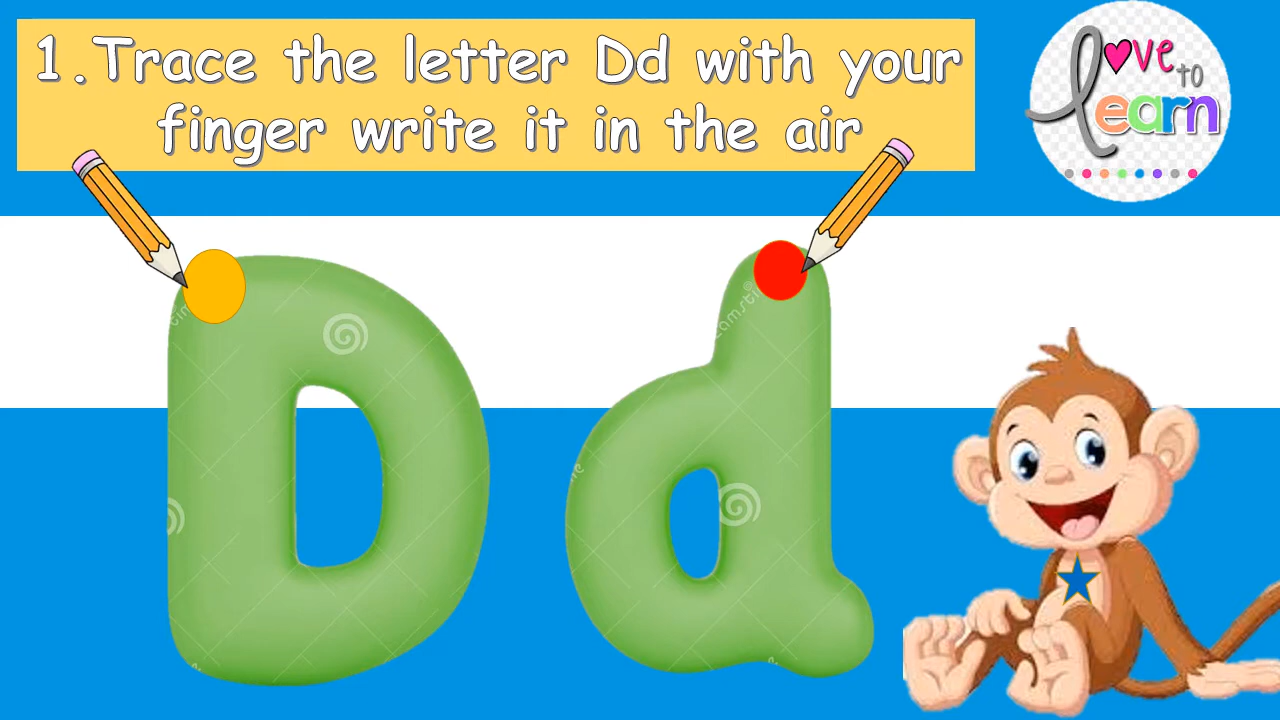 1.Trace the letter Dd with your
finger write it in the air
love to
learn
D d